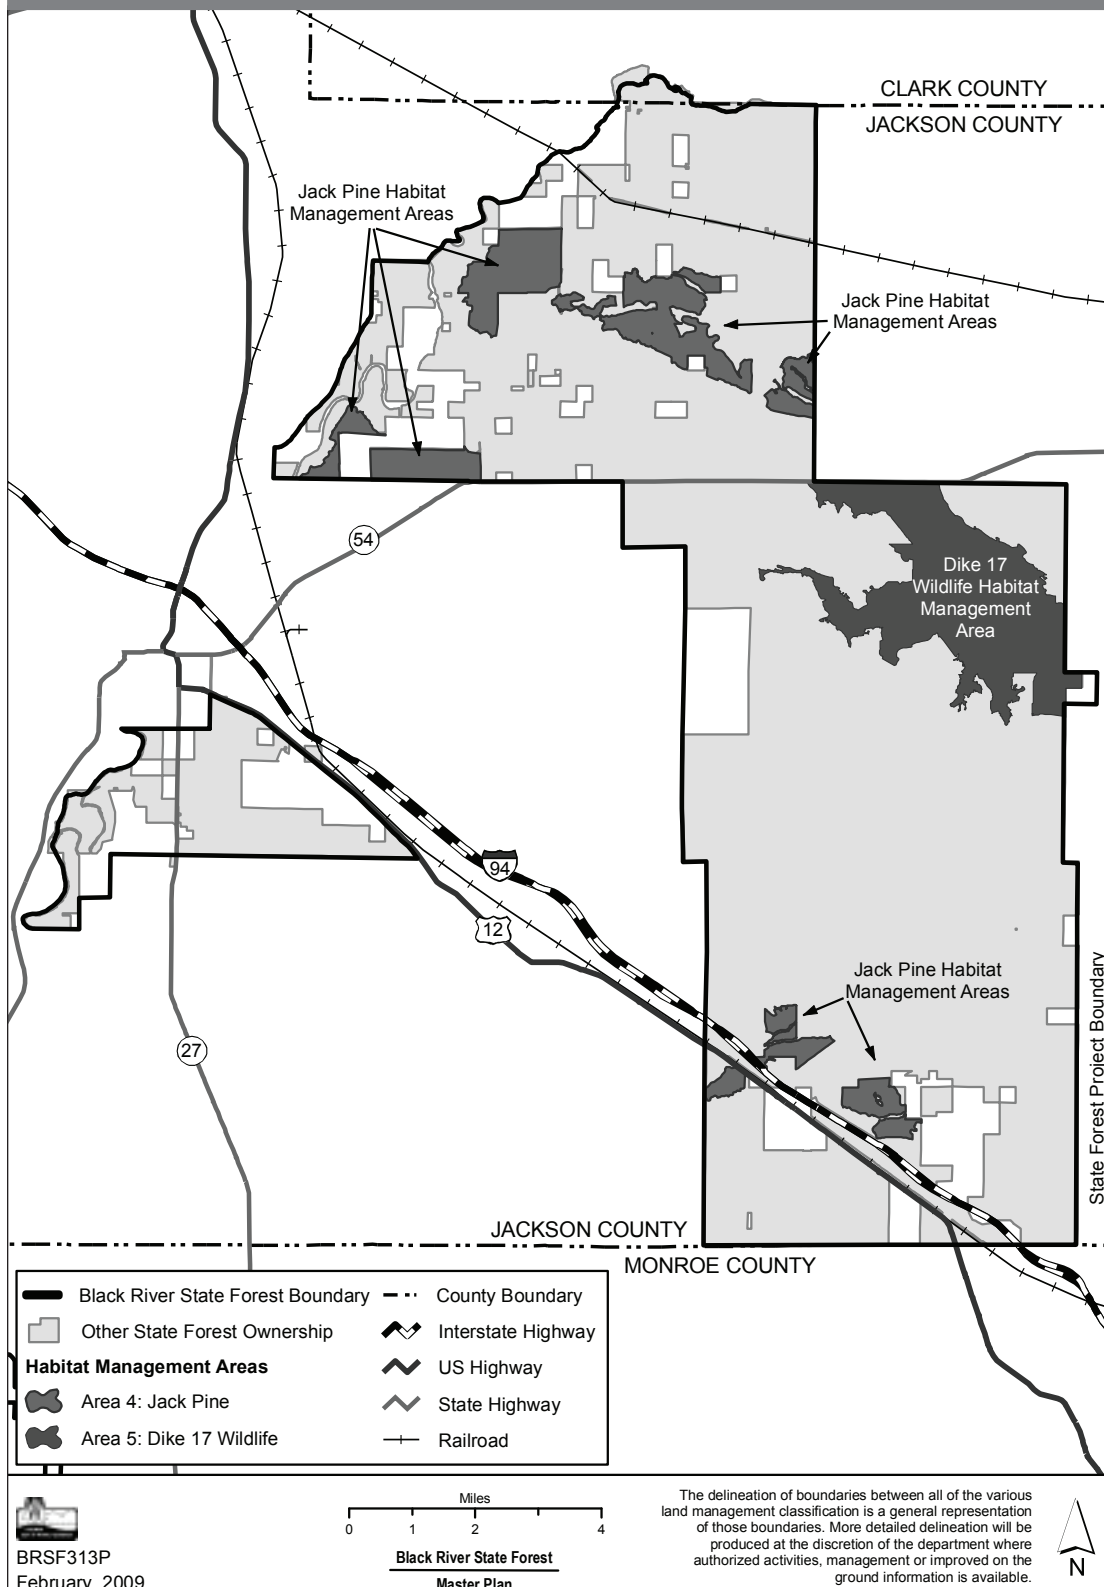 CLARK COUNTY
JACKSON COUNTY
Jack Pine Habitat
Management Areas
Jack Pine Habitat
Management Areas
54
Dike 17
Wildlife Habitat
Management
Area
94
12
Jack Pine Habitat
Management Areas
27
State Forest Project Boundary
JACKSON COUNTY
MONROE COUNTY
Black River State Forest Boundary
Other State Forest Ownership
Habitat Management Areas
Area 4: Jack Pine
Area 5: Dike 17 Wildlife
County Boundary
Interstate Highway
US Highway
State Highway
Railroad
BRSF313P
February, 2009
Miles
0 1 2 4
Black River State Forest
Master Plan
The delineation of boundaries between all of the various
land management classification is a general representation
of those boundaries. More detailed delineation will be
produced at the discretion of the department where
authorized activities, management or improved on the
ground information is available.
N